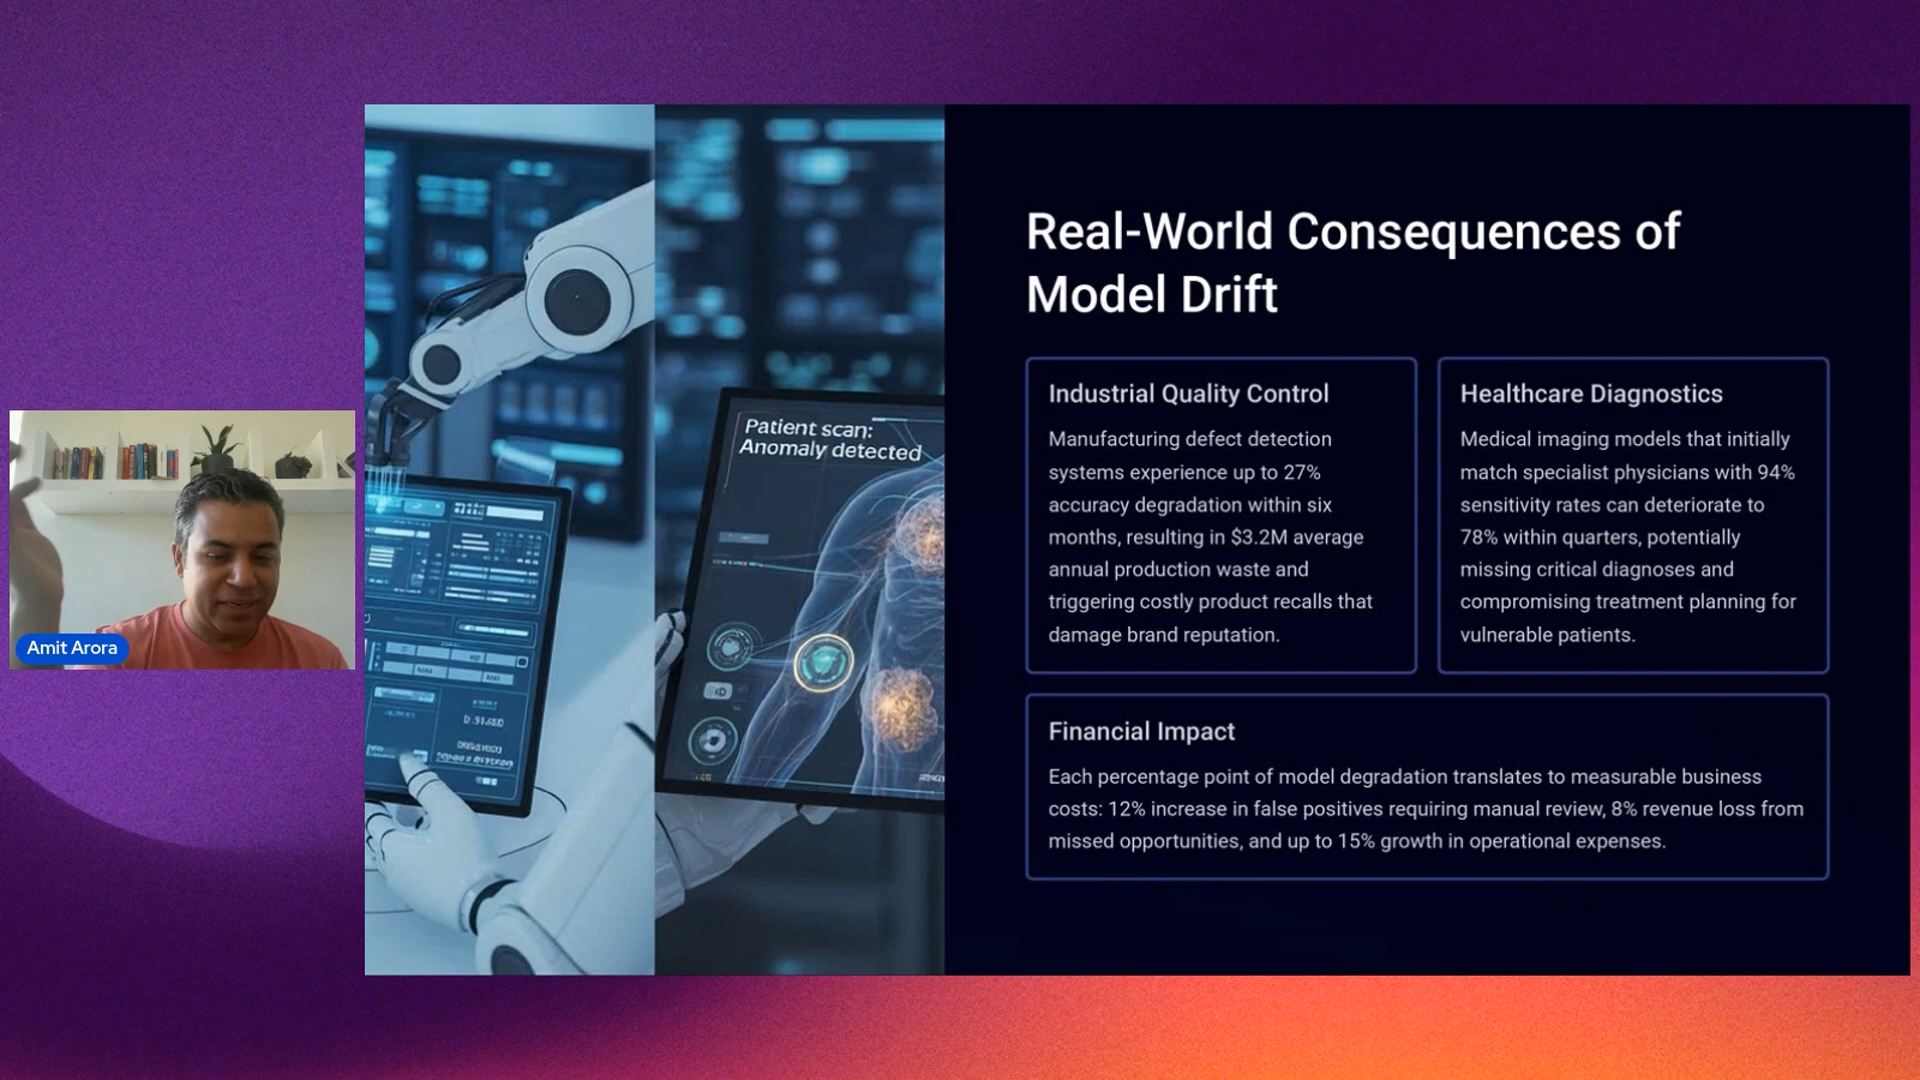 Real-World Consequences of
Model Drift
Industrial Quality Control
Manufacturing defect detection
systems experience up to 27%
accuracy degradation within six
months, resulting in $3.2M average
annual production waste and
triggering costly product recalls that
damage brand reputation.
Healthcare Diagnostics
Medical imaging models that initially
match specialist physicians with 94%
sensitivity rates can deteriorate to
78% within quarters, potentially
missing critical diagnoses and
compromising treatment planning for
vulnerable patients.
Financial Impact
Each percentage point of model degradation translates to measurable business
costs: 12% increase in false positives requiring manual review, 8% revenue loss from
missed opportunities, and up to 15% growth in operational expenses.
Patient scan:
Anomaly detected
Amit Arora